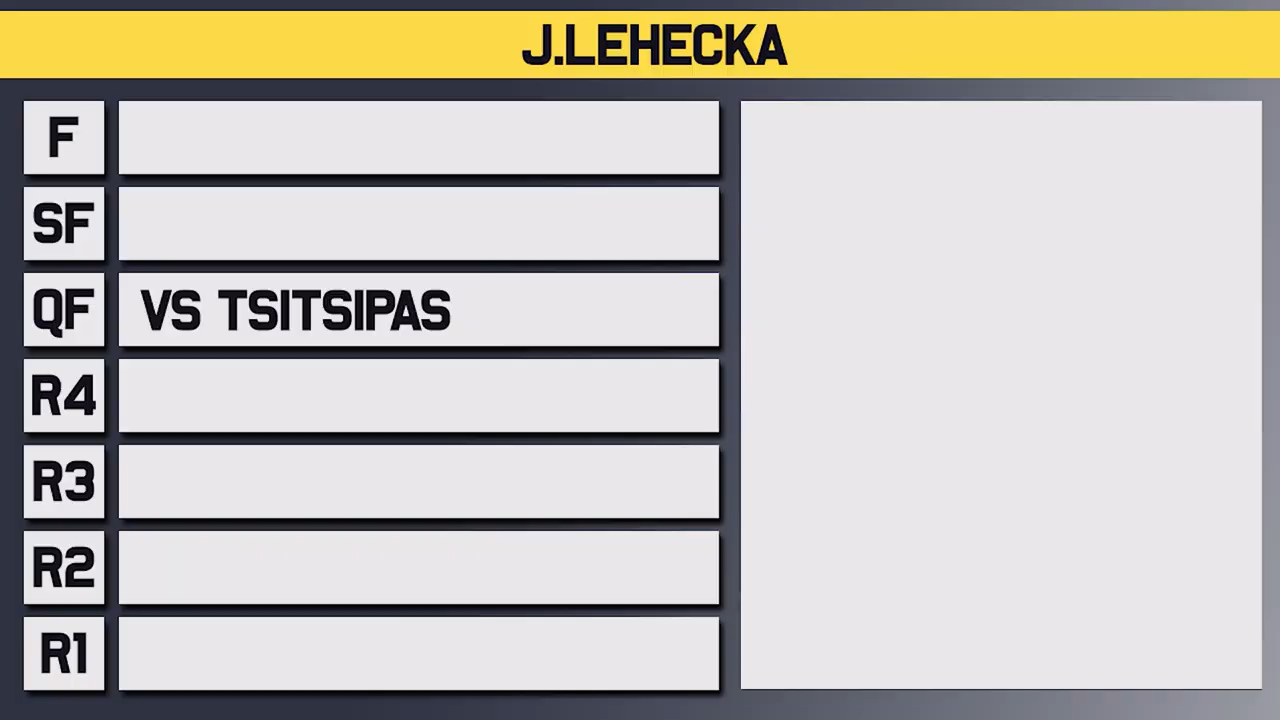 J.LEHECKA
F
SF
QF VS TSITSIPAS
R4
R3
R2
R1